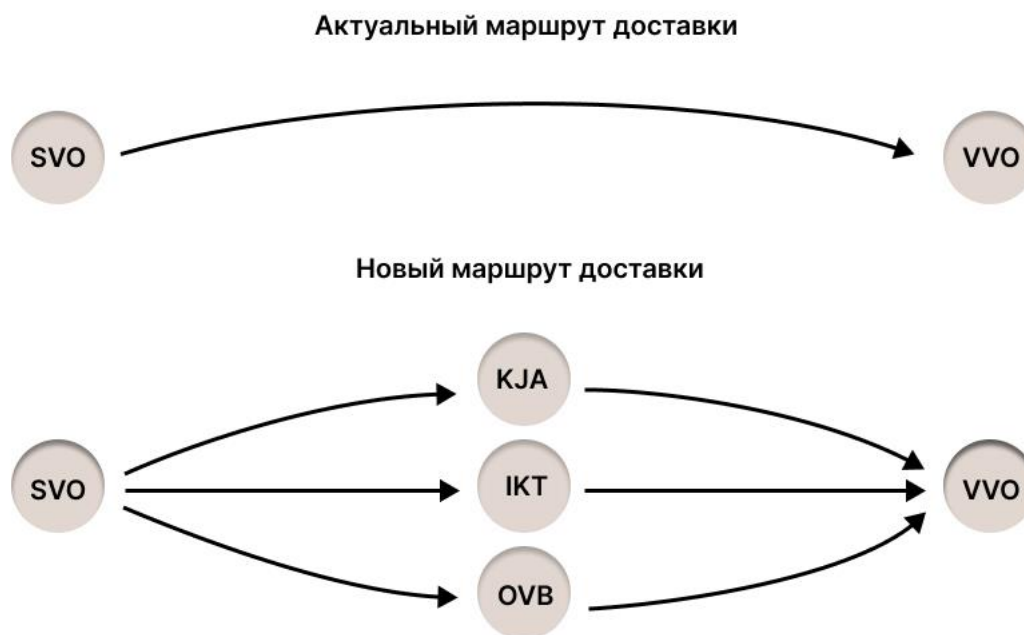 Актуальный маршрут доставки
SVO
VVO
Новый маршрут доставки
KJA
SVO
IKT
VVO
OVB